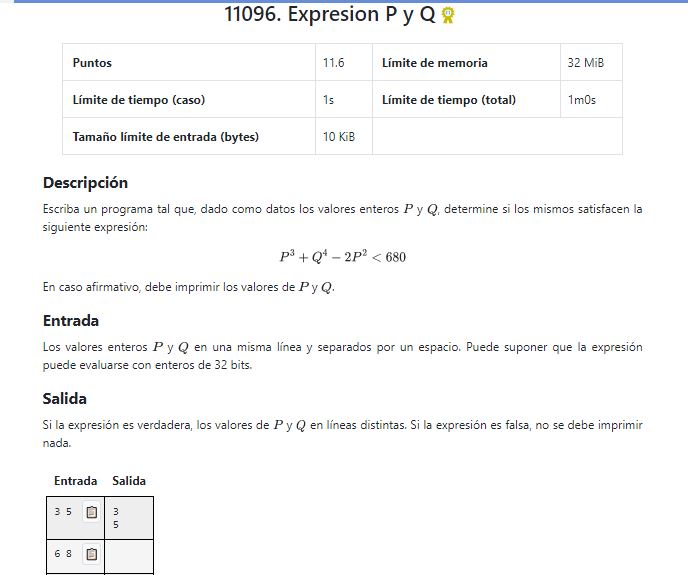 11096. Expresion P y Q
Puntos 11.6 Límite de memoria 32 MiB
Límite de tiempo (caso) 1s Límite de tiempo (total) 1m0s
Tamaño límite de entrada (bytes) 10 KiB
Descripción
Escriba un programa tal que, dado como datos los valores enteros P y Q, determine si los mismos satisfacen la
siguiente expresión:
P³ + Q⁴ − 2P² < 680
En caso afirmativo, debe imprimir los valores de P y Q.
Entrada
Los valores enteros P y Q en una misma línea y separados por un espacio. Puede suponer que la expresión
puede evaluarse con enteros de 32 bits.
Salida
Si la expresión es verdadera, los valores de P y Q en líneas distintas. Si la expresión es falsa, no se debe imprimir
nada.
Entrada Salida
3 5 3
5
6 8